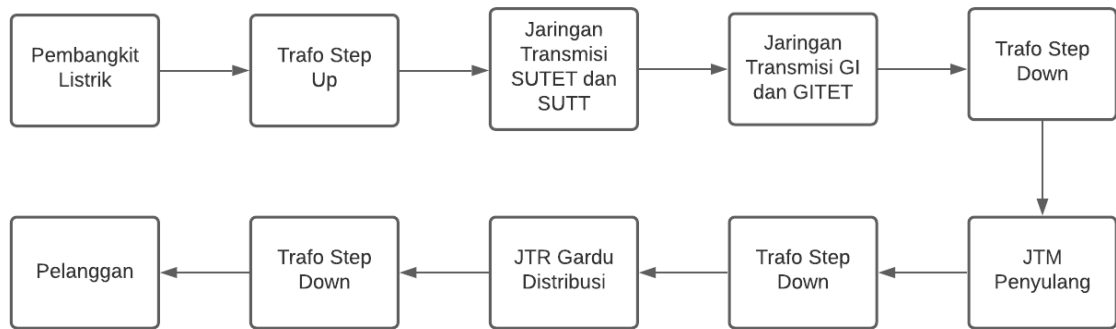 Pembangkit
Listrik
Trafo Step
Up
Jaringan
Transmisi
SUTET dan
SUTT
Jaringan
Transmisi GI
dan GITET
Trafo Step
Down
JTM
Penyulang
Trafo Step
Down
JTR Gardu
Distribusi
Trafo Step
Down
Pelanggan